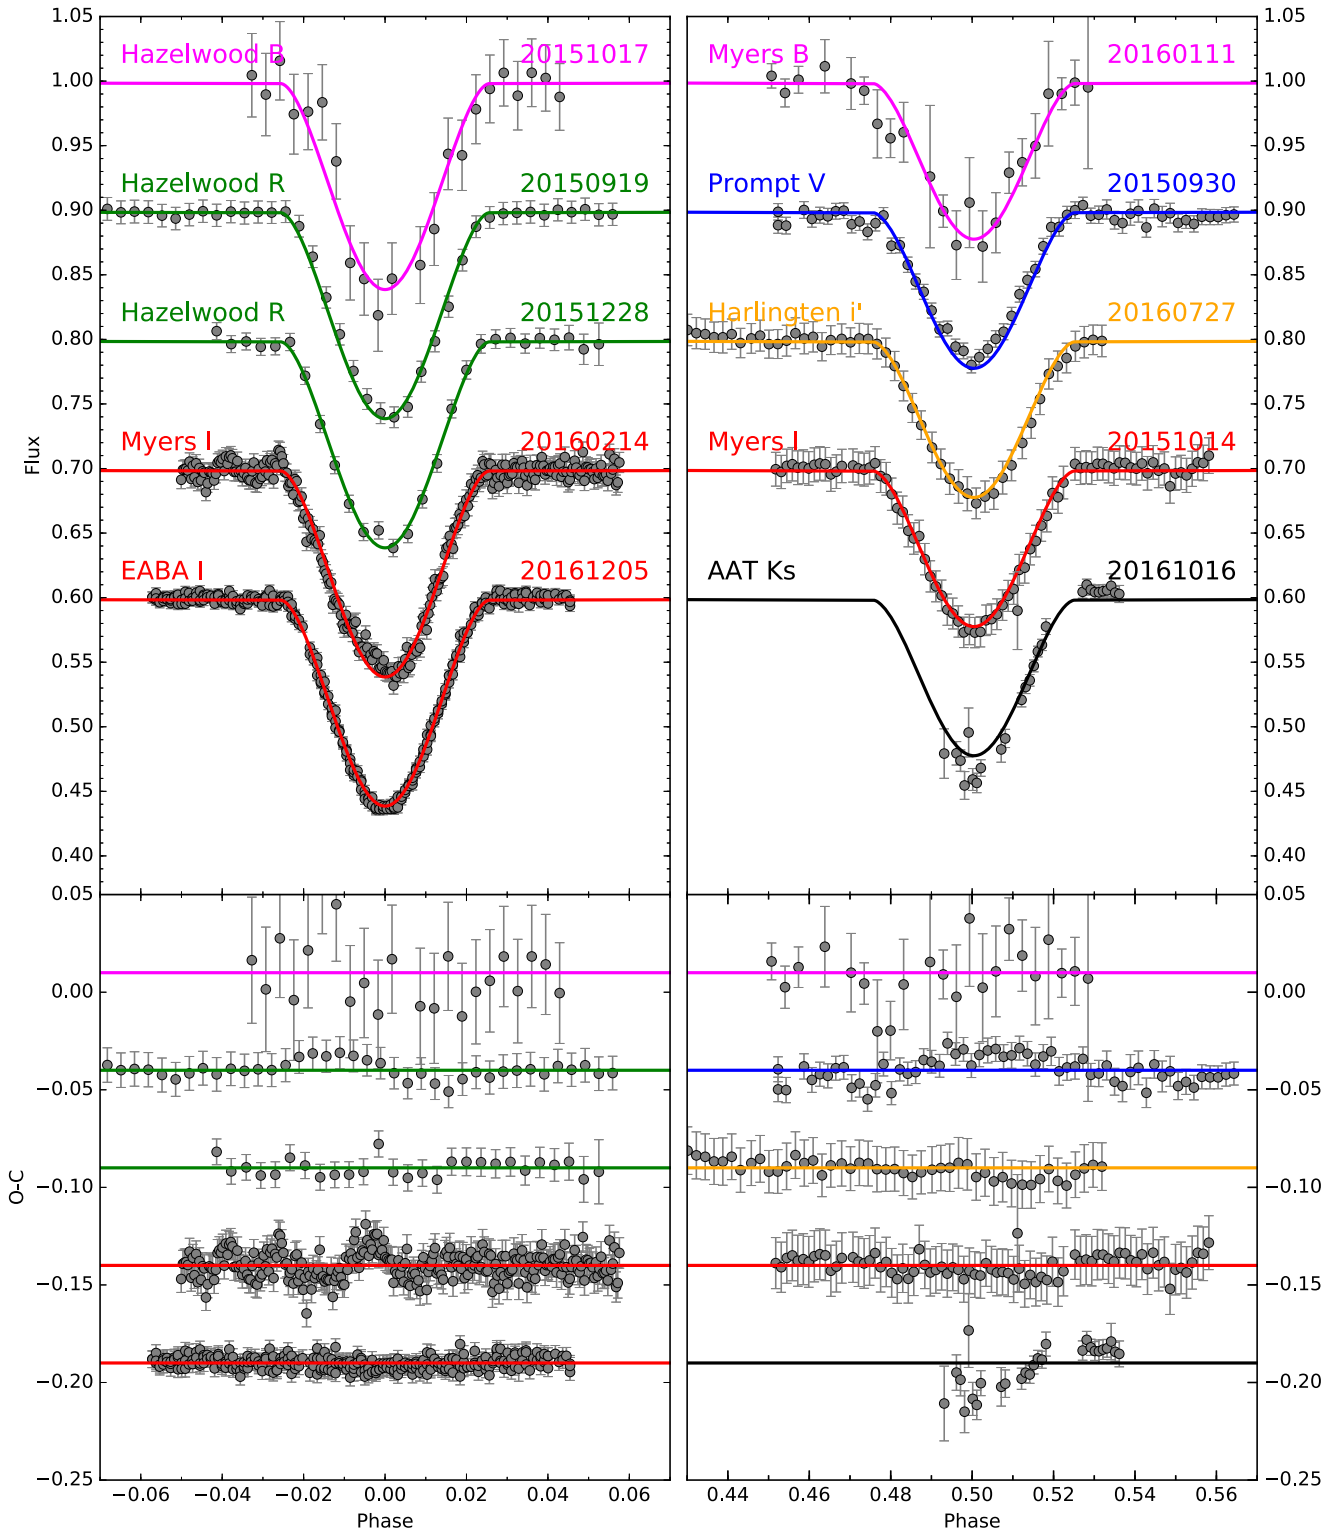 1.05
1.00
0.95
0.90
0.85
0.80
0.75
0.70
0.65
0.60
0.55
0.50
0.45
0.40
Flux
Hazelwood B 20151017
Hazelwood R 20150919
Hazelwood R 20151228
Myers I 20160214
EABA I 20161205
Myers B 20160111
Prompt V 20150930
Harlington i' 20160727
Myers I 20151014
AAT Ks 20161016
1.05
1.00
0.95
0.90
0.85
0.80
0.75
0.70
0.65
0.60
0.55
0.50
0.45
0.40
0.05
0.00
−0.05
−0.10
−0.15
−0.20
−0.25
O-C
0.05
0.00
−0.05
−0.10
−0.15
−0.20
−0.25
−0.06 −0.04 −0.02 0.00 0.02 0.04 0.06
Phase
0.44 0.46 0.48 0.50 0.52 0.54 0.56
Phase